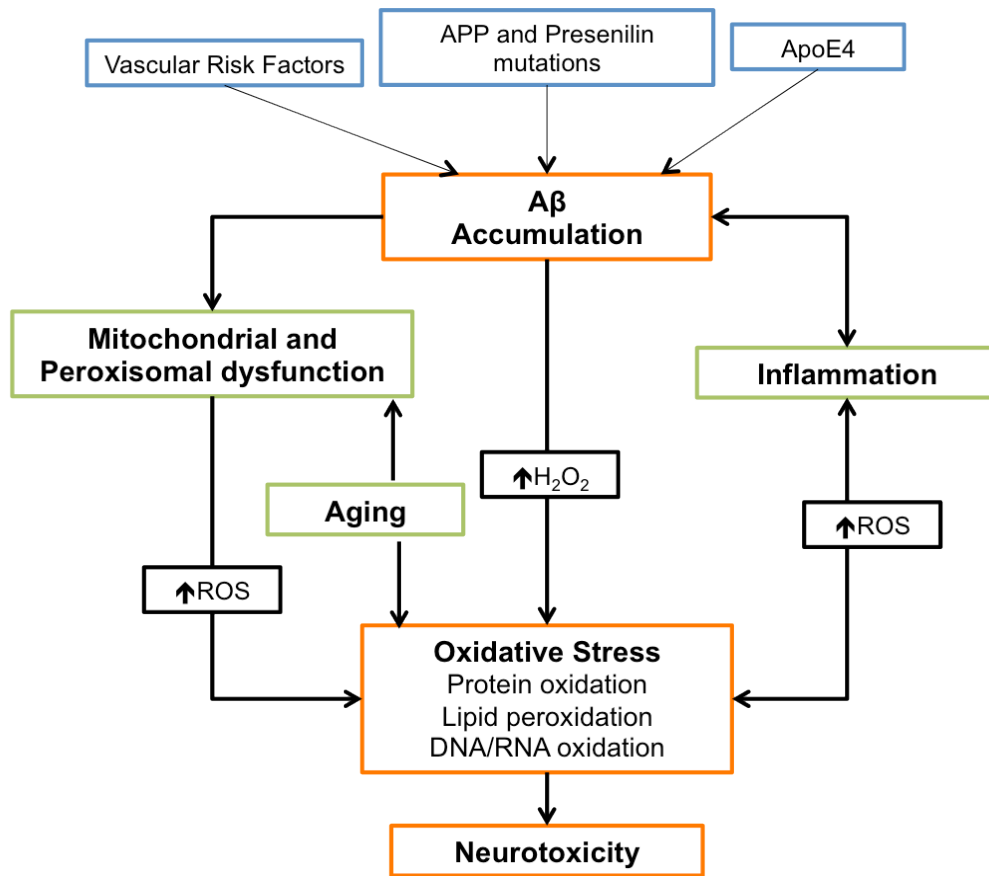 Vascular Risk Factors
APP and Presenilin
mutations
ApoE4
Aβ
Accumulation
Mitochondrial and
Peroxisomal dysfunction
Inflammation
↑H₂O₂
Aging
↑ROS
↑ROS
Oxidative Stress
Protein oxidation
Lipid peroxidation
DNA/RNA oxidation
Neurotoxicity